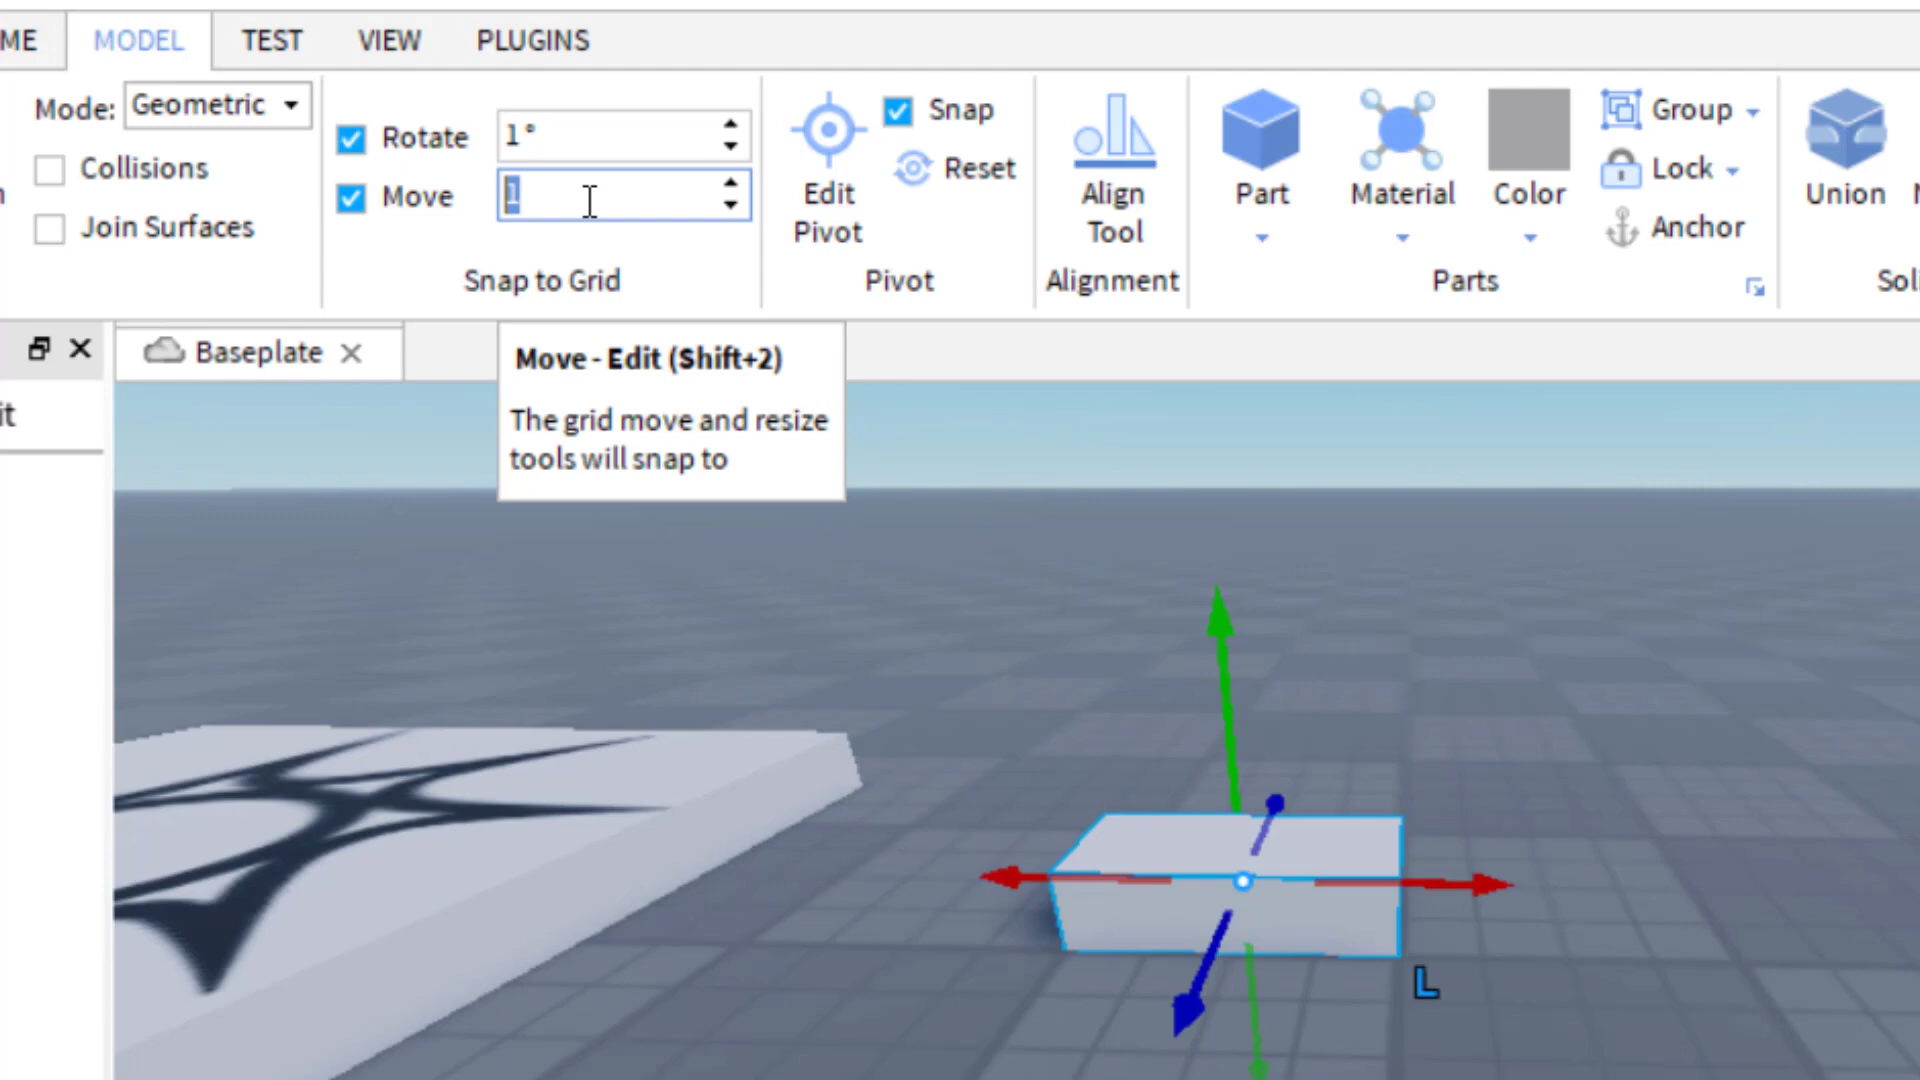 ME MODEL TEST VIEW PLUGINS
Mode: Geometric
Collisions
Join Surfaces
Rotate 1°
Move 1
Snap to Grid
Edit
Pivot
Snap
Reset
Pivot
Align
Tool
Alignment
Part
Material
Color
Group
Lock
Anchor
Parts
Union
Soli
Baseplate
it
Move - Edit (Shift+2)
The grid move and resize
tools will snap to
L